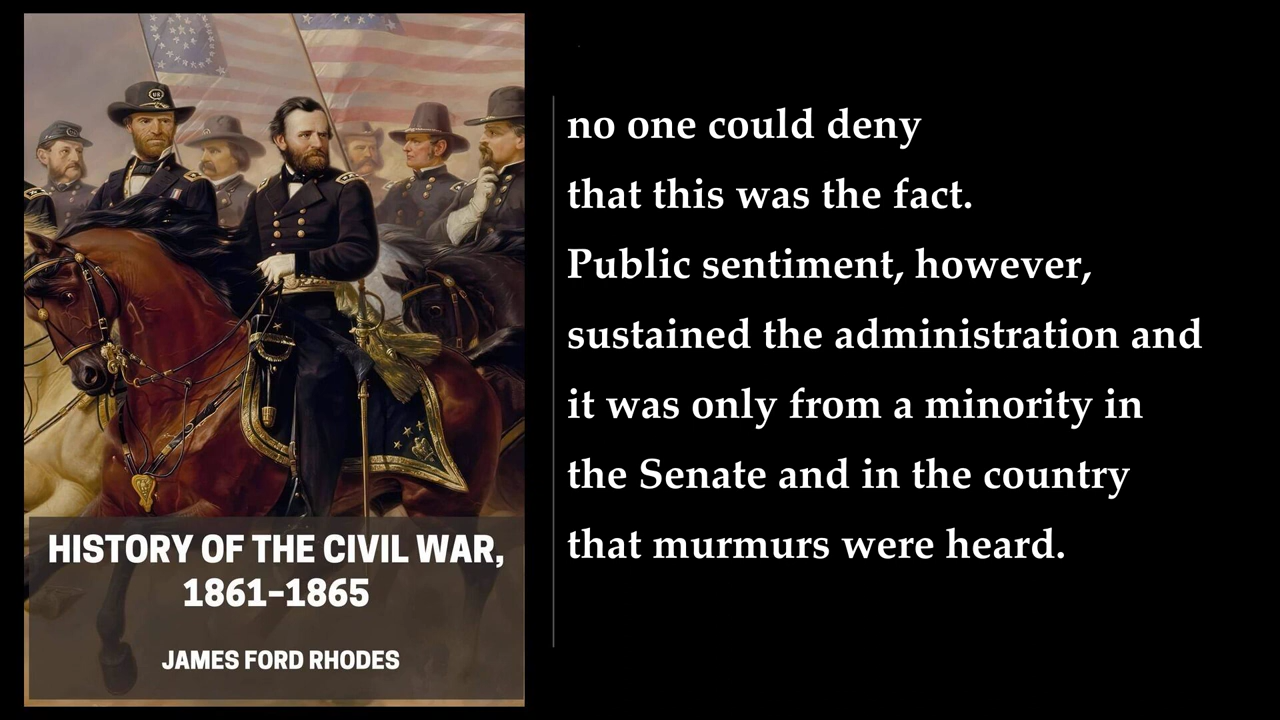 HISTORY OF THE CIVIL WAR,
1861–1865
JAMES FORD RHODES
no one could deny
that this was the fact.
Public sentiment, however,
sustained the administration and
it was only from a minority in
the Senate and in the country
that murmurs were heard.